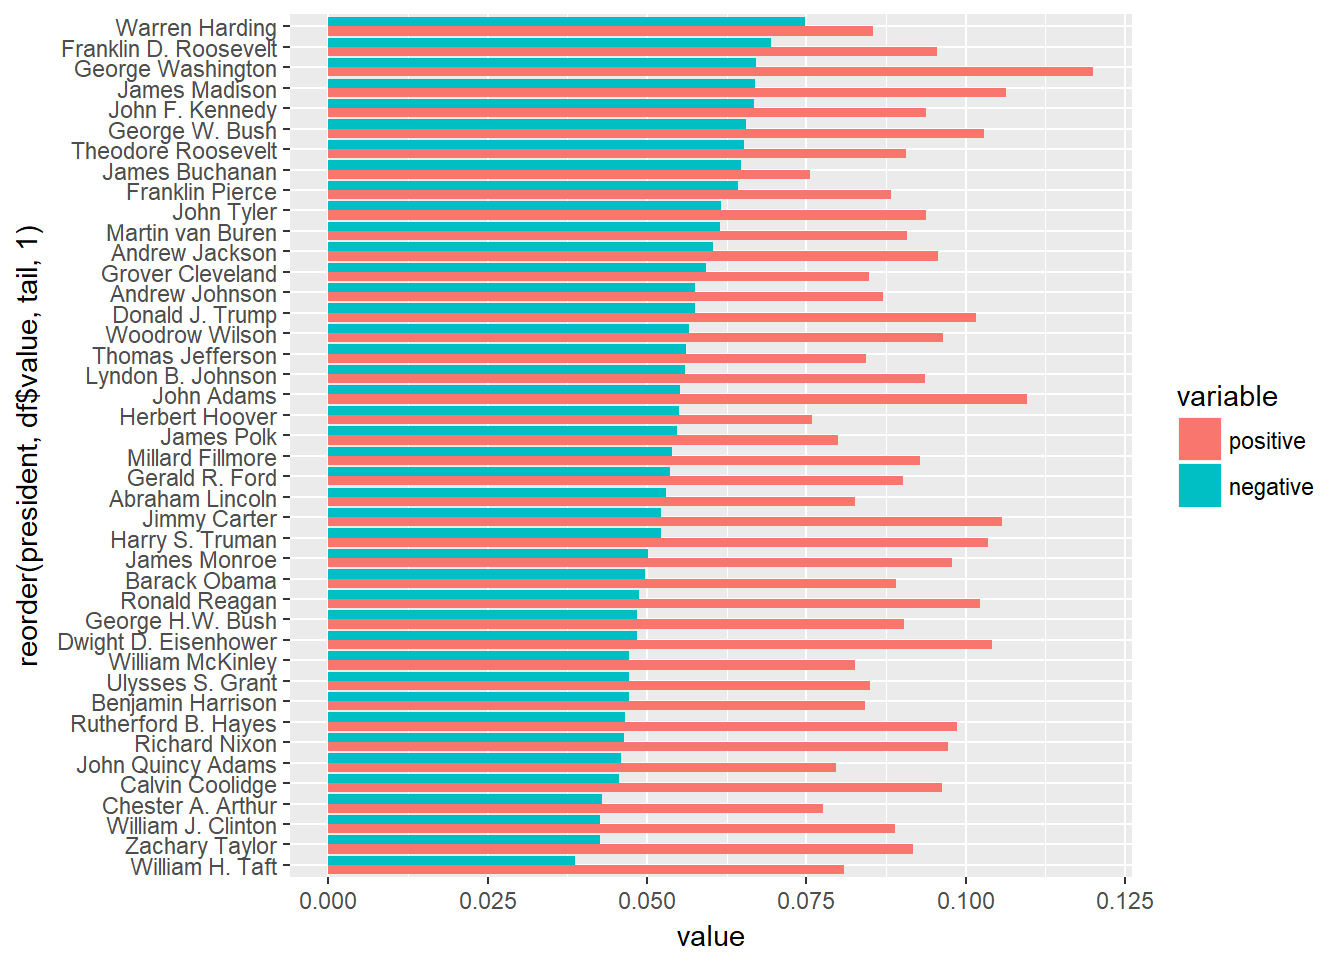 reorder(president, df$value, tail, 1)
Warren Harding
Franklin D. Roosevelt
George Washington
James Madison
John F. Kennedy
George W. Bush
Theodore Roosevelt
James Buchanan
Franklin Pierce
John Tyler
Martin van Buren
Andrew Jackson
Grover Cleveland
Andrew Johnson
Donald J. Trump
Woodrow Wilson
Thomas Jefferson
Lyndon B. Johnson
John Adams
Herbert Hoover
James Polk
Millard Fillmore
Gerald R. Ford
Abraham Lincoln
Jimmy Carter
Harry S. Truman
James Monroe
Barack Obama
Ronald Reagan
George H.W. Bush
Dwight D. Eisenhower
William McKinley
Ulysses S. Grant
Benjamin Harrison
Rutherford B. Hayes
Richard Nixon
John Quincy Adams
Calvin Coolidge
Chester A. Arthur
William J. Clinton
Zachary Taylor
William H. Taft
0.000 0.025 0.050 0.075 0.100 0.125
value
variable
positive
negative